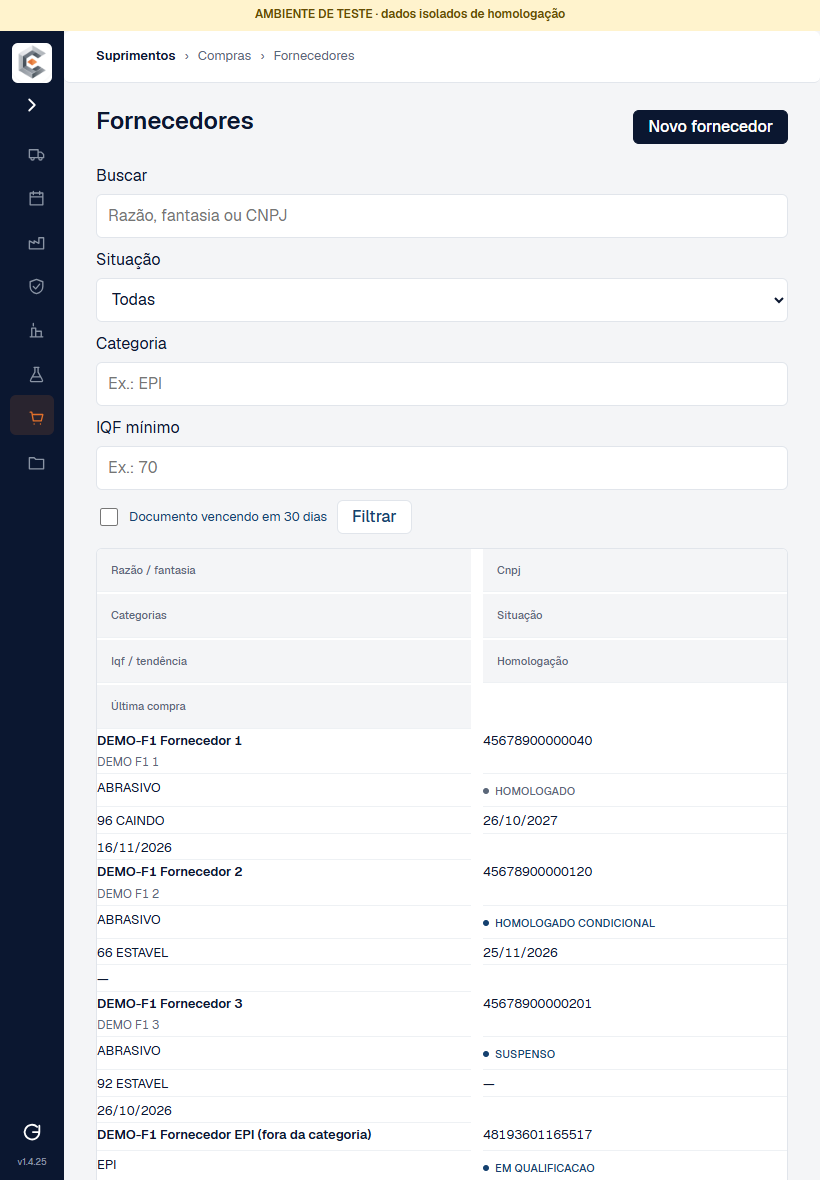 AMBIENTE DE TESTE · dados isolados de homologação
Suprimentos › Compras › Fornecedores
Fornecedores
Novo fornecedor
Buscar
Razão, fantasia ou CNPJ
Situação
Todas
Categoria
Ex.: EPI
IQF mínimo
Ex.: 70
Documento vencendo em 30 dias
Filtrar
Razão / fantasia
Cnpj
Categorias
Situação
Iqf / tendência
Homologação
Última compra
DEMO-F1 Fornecedor 1
45678900000040
DEMO F1 1
ABRASIVO
HOMOLOGADO
96 CAINDO
26/10/2027
16/11/2026
DEMO-F1 Fornecedor 2
45678900000120
DEMO F1 2
ABRASIVO
HOMOLOGADO CONDICIONAL
66 ESTAVEL
25/11/2026
—
DEMO-F1 Fornecedor 3
45678900000201
DEMO F1 3
ABRASIVO
SUSPENSO
92 ESTAVEL
—
26/10/2026
DEMO-F1 Fornecedor EPI (fora da categoria)
48193601165517
EPI
EM QUALIFICACAO
v1.4.25